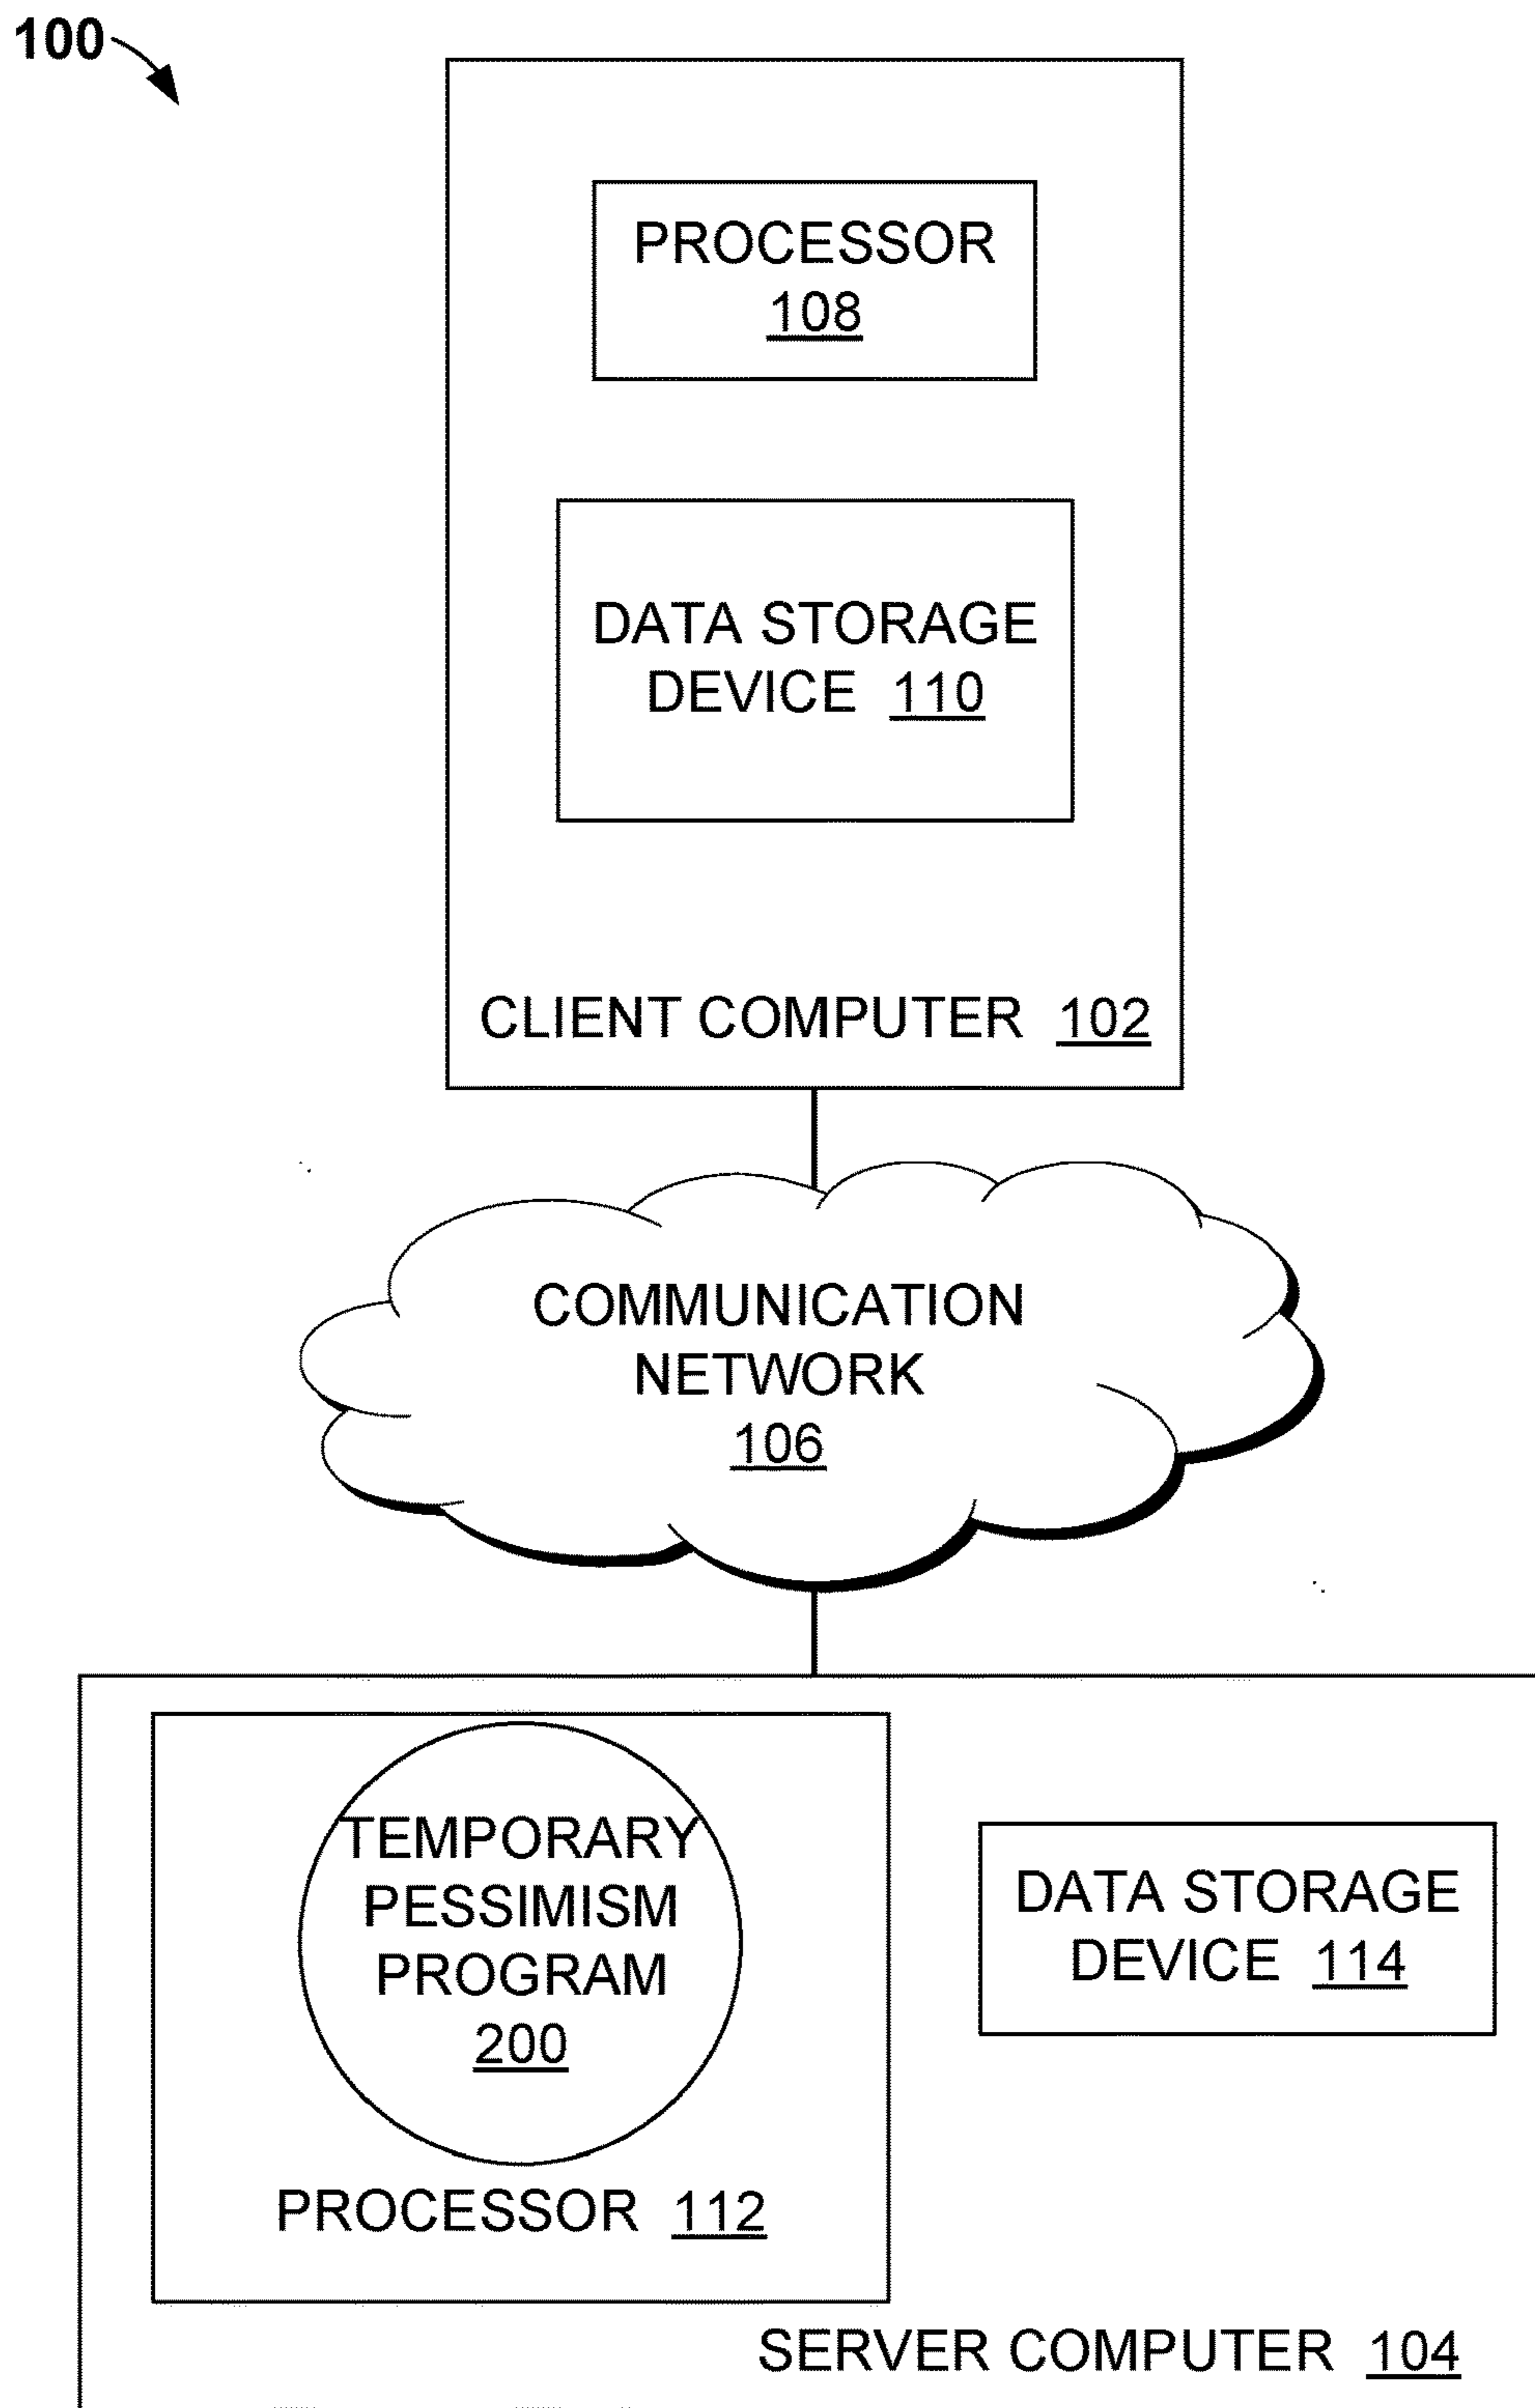 100
PROCESSOR
108
DATA STORAGE
DEVICE 110
CLIENT COMPUTER 102
COMMUNICATION
NETWORK
106
TEMPORARY
PESSIMISM
PROGRAM
200
PROCESSOR 112
DATA STORAGE
DEVICE 114
SERVER COMPUTER 104